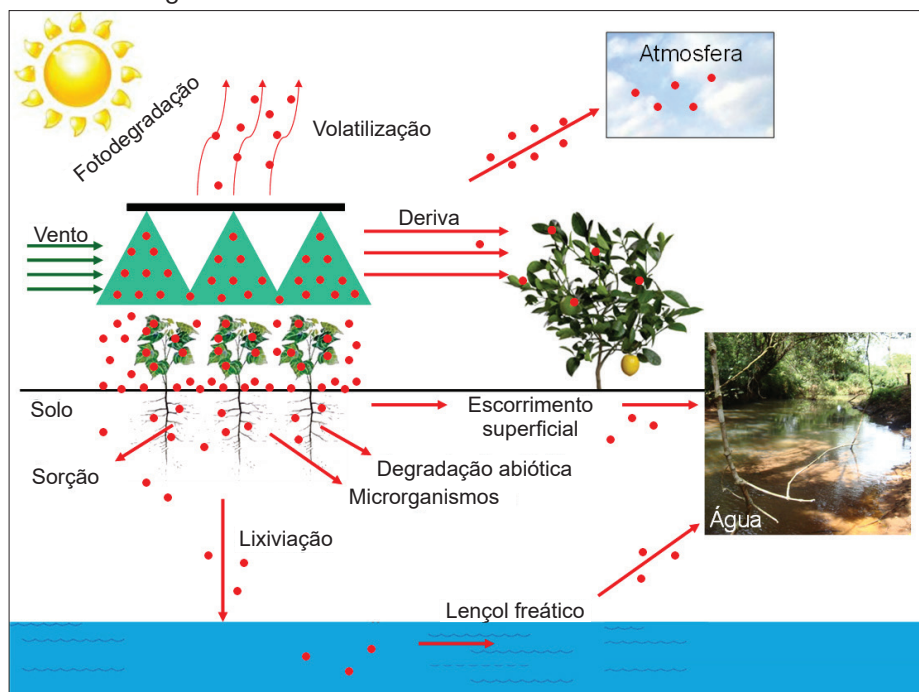 Atmosfera
Fotodegradação
Volatilização
Vento
Deriva
Solo
Escorrimento
superficial
Sorção
Degradação abiótica
Microrganismos
Água
Lixiviação
Lençol freático